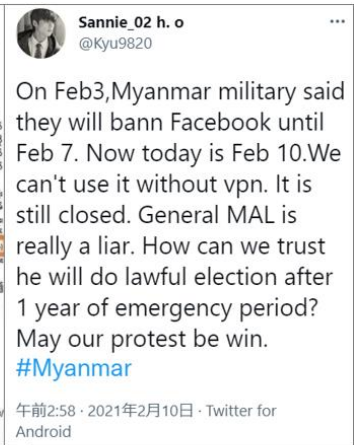 Sannie_02 h. o
@Kyu9820
On Feb3,Myanmar military said
they will bann Facebook until
Feb 7. Now today is Feb 10.We
can't use it without vpn. It is
still closed. General MAL is
really a liar. How can we trust
he will do lawful election after
1 year of emergency period?
May our protest be win.
#Myanmar
午前2:58 · 2021年2月10日 · Twitter for
Android